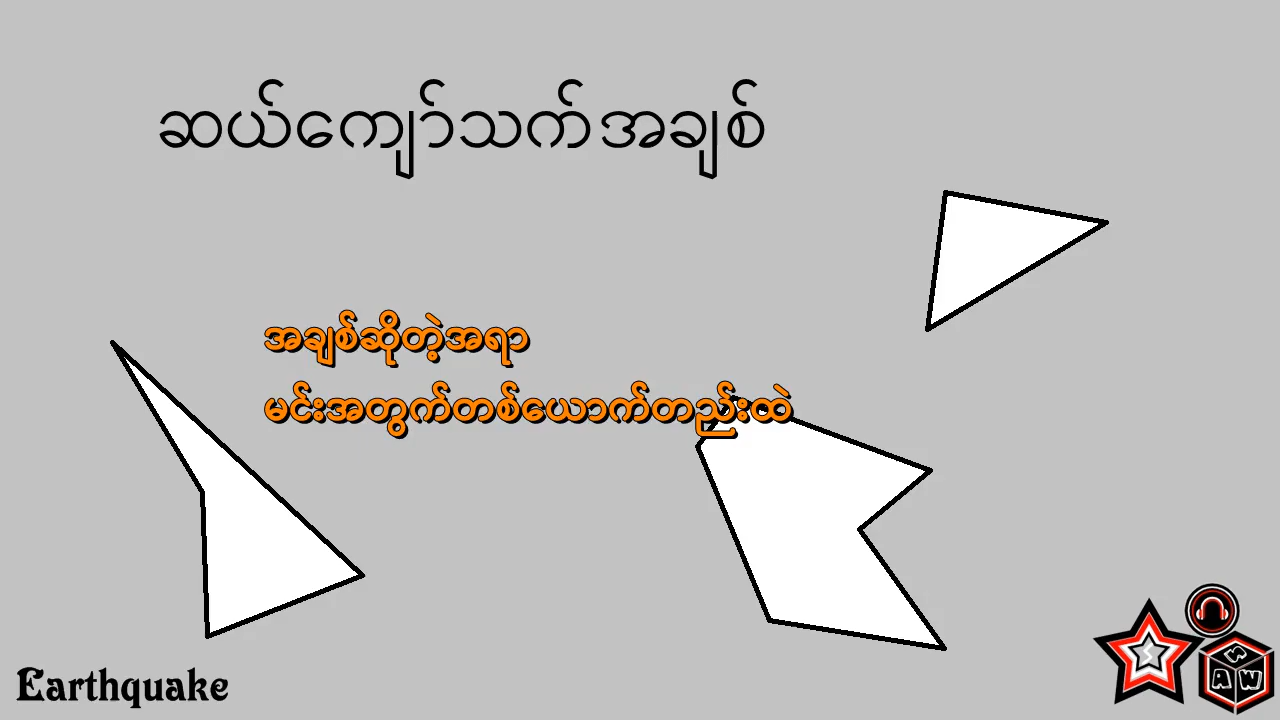 ဆယ်ကျော်သက်အချစ်
အချစ်ဆိုတဲ့အရာ
မင်းအတွက်တစ်ယောက်တည်းထဲ
Earthquake
S
R
A W